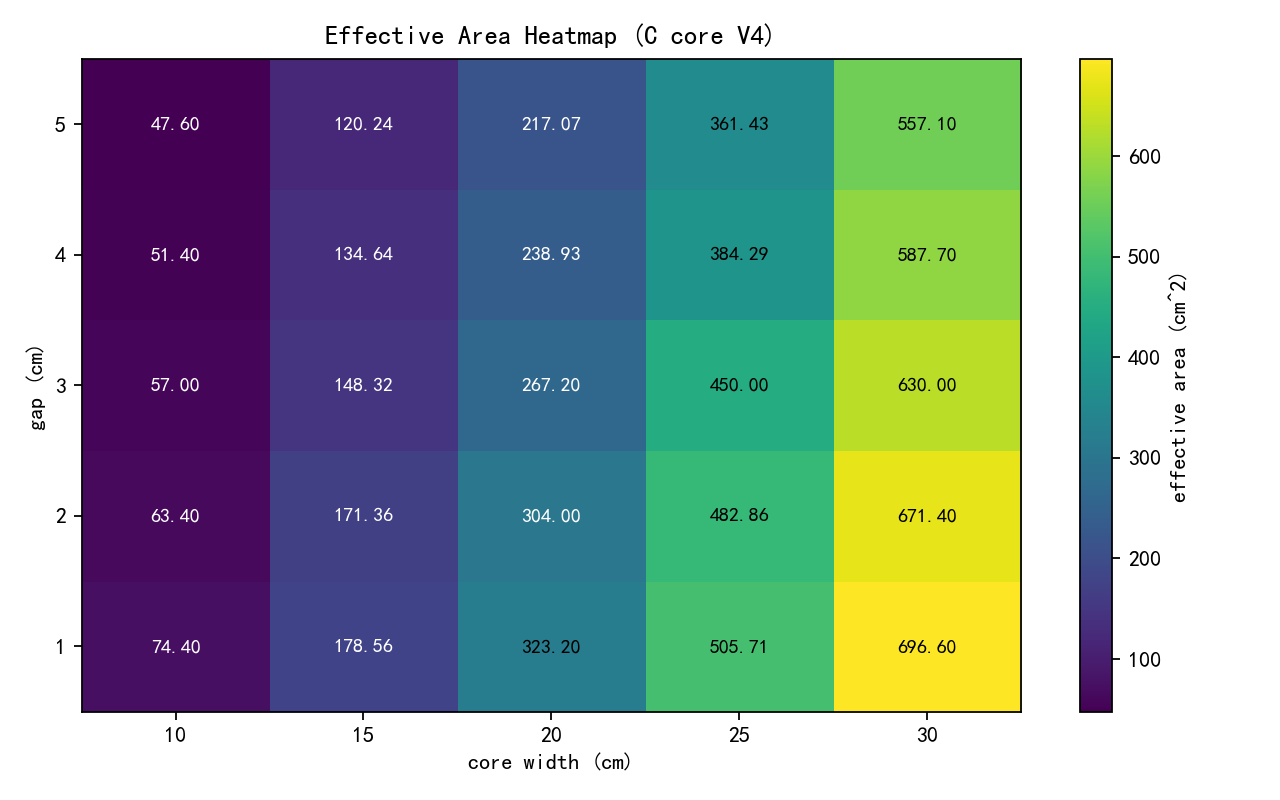 Effective Area Heatmap (C core V4)
5 47.60 120.24 217.07 361.43 557.10
4 51.40 134.64 238.93 384.29 587.70
3 57.00 148.32 267.20 450.00 630.00
2 63.40 171.36 304.00 482.86 671.40
1 74.40 178.56 323.20 505.71 696.60
10 15 20 25 30
core width (cm)
gap (cm)
600
500
400
300
200
100
effective area (cm^2)